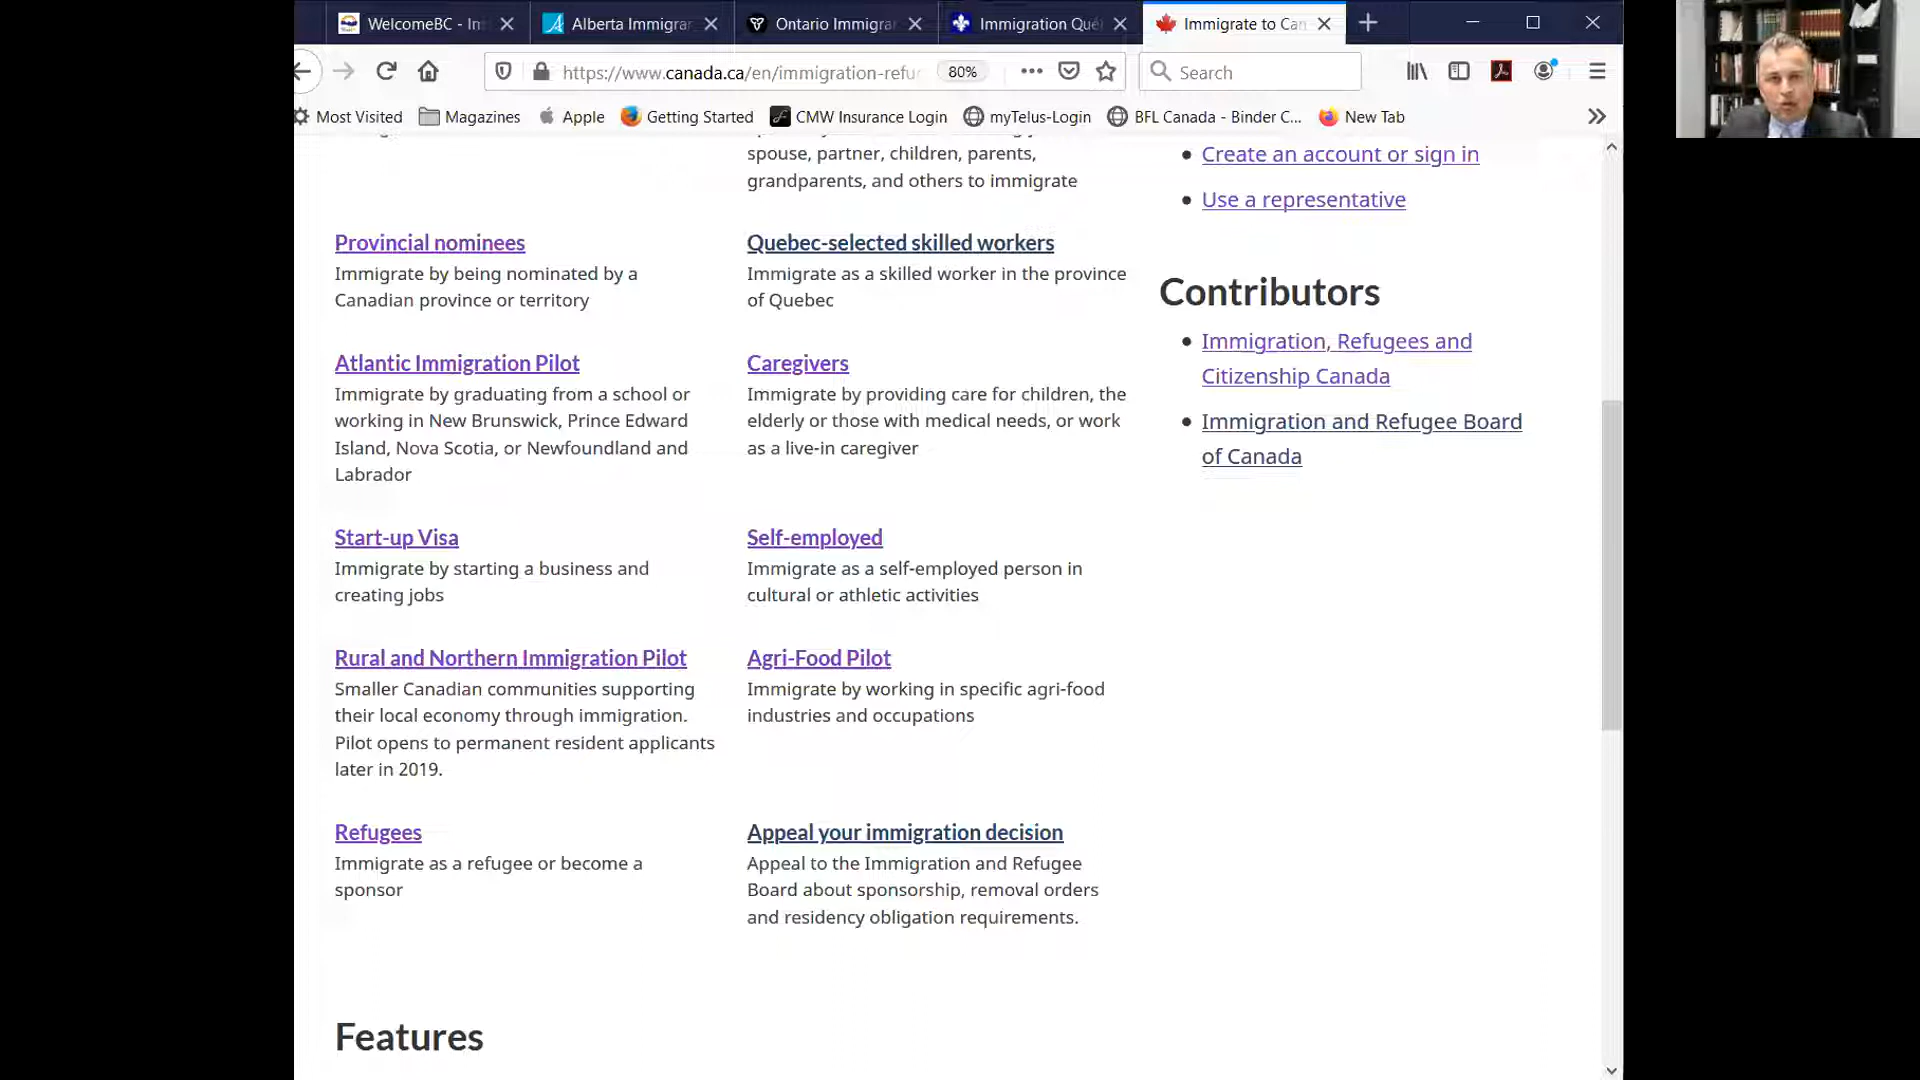 WelcomeBC - Im
Alberta Immigrar
Ontario Immigrar
Immigration Qué
Immigrate to Can
https://www.canada.ca/en/immigration-refu
80%
Search
Most Visited
Magazines
Apple
Getting Started
CMW Insurance Login
myTelus-Login
BFL Canada - Binder C...
New Tab
spouse, partner, children, parents,
grandparents, and others to immigrate
Provincial nominees
Immigrate by being nominated by a
Canadian province or territory
Quebec-selected skilled workers
Immigrate as a skilled worker in the province
of Quebec
Atlantic Immigration Pilot
Immigrate by graduating from a school or
working in New Brunswick, Prince Edward
Island, Nova Scotia, or Newfoundland and
Labrador
Caregivers
Immigrate by providing care for children, the
elderly or those with medical needs, or work
as a live-in caregiver
Start-up Visa
Immigrate by starting a business and
creating jobs
Self-employed
Immigrate as a self-employed person in
cultural or athletic activities
Rural and Northern Immigration Pilot
Smaller Canadian communities supporting
their local economy through immigration.
Pilot opens to permanent resident applicants
later in 2019.
Agri-Food Pilot
Immigrate by working in specific agri-food
industries and occupations
Refugees
Immigrate as a refugee or become a
sponsor
Appeal your immigration decision
Appeal to the Immigration and Refugee
Board about sponsorship, removal orders
and residency obligation requirements.
Features
Create an account or sign in
Use a representative
Contributors
Immigration, Refugees and
Citizenship Canada
Immigration and Refugee Board
of Canada